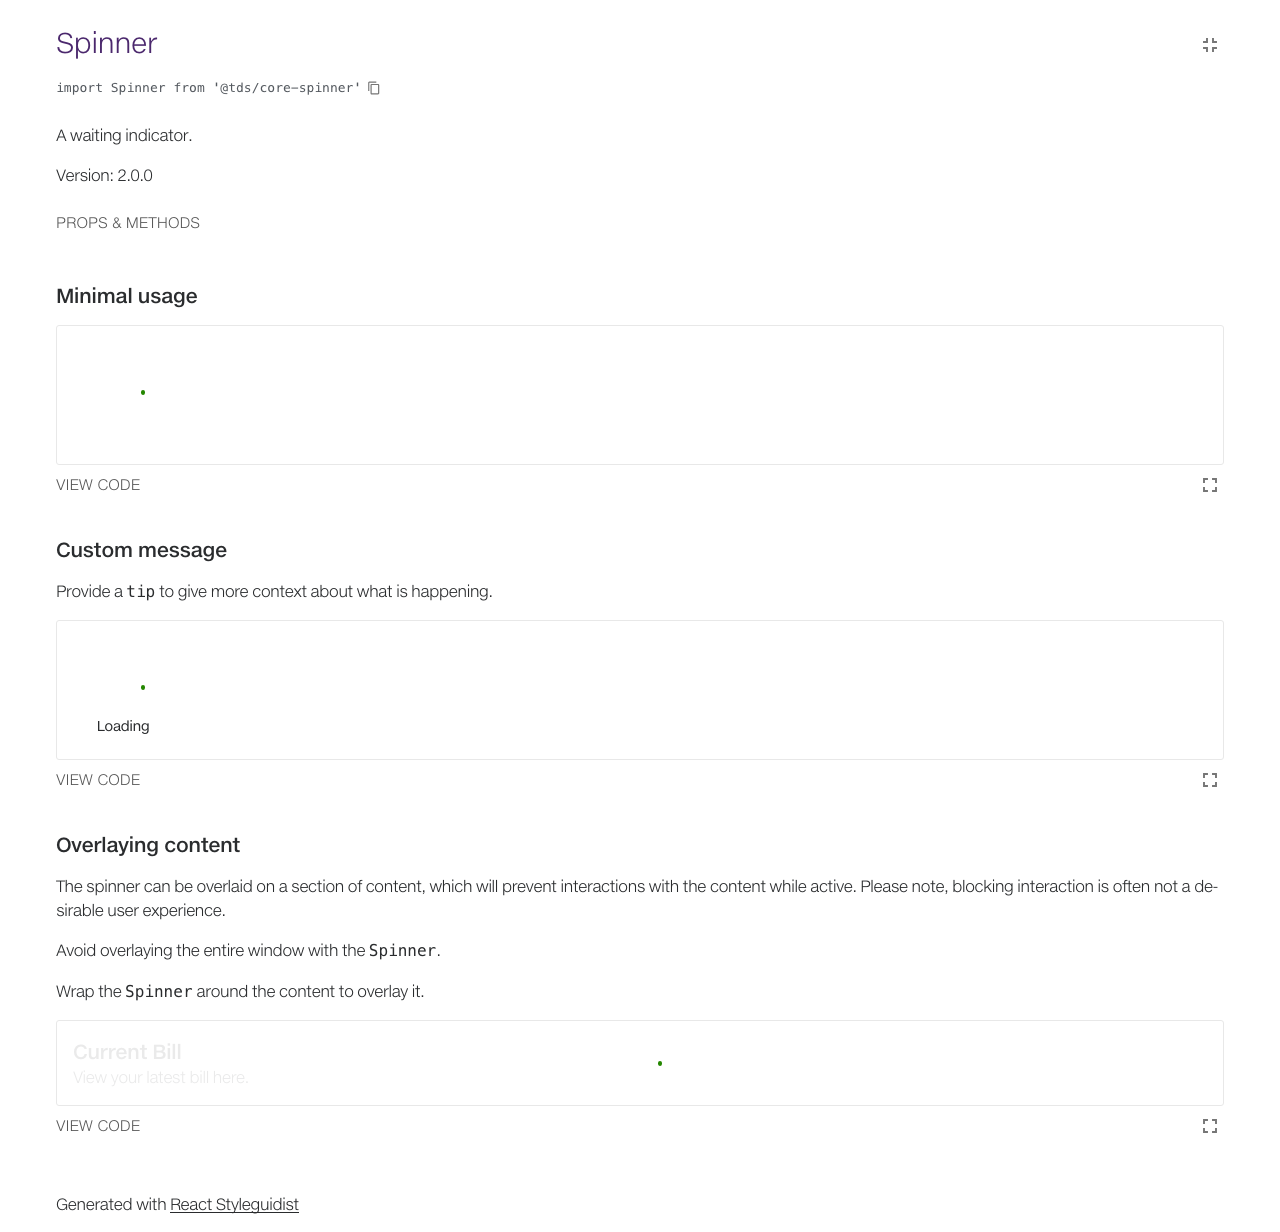 Spinner
import Spinner from '@tds/core-spinner'
A waiting indicator.
Version: 2.0.0
PROPS & METHODS
Minimal usage
VIEW CODE
Custom message
Provide a tip to give more context about what is happening.
Loading
VIEW CODE
Overlaying content
The spinner can be overlaid on a section of content, which will prevent interactions with the content while active. Please note, blocking interaction is often not a de-
sirable user experience.
Avoid overlaying the entire window with the Spinner.
Wrap the Spinner around the content to overlay it.
Current Bill
View your latest bill here.
VIEW CODE
Generated with React Styleguidist